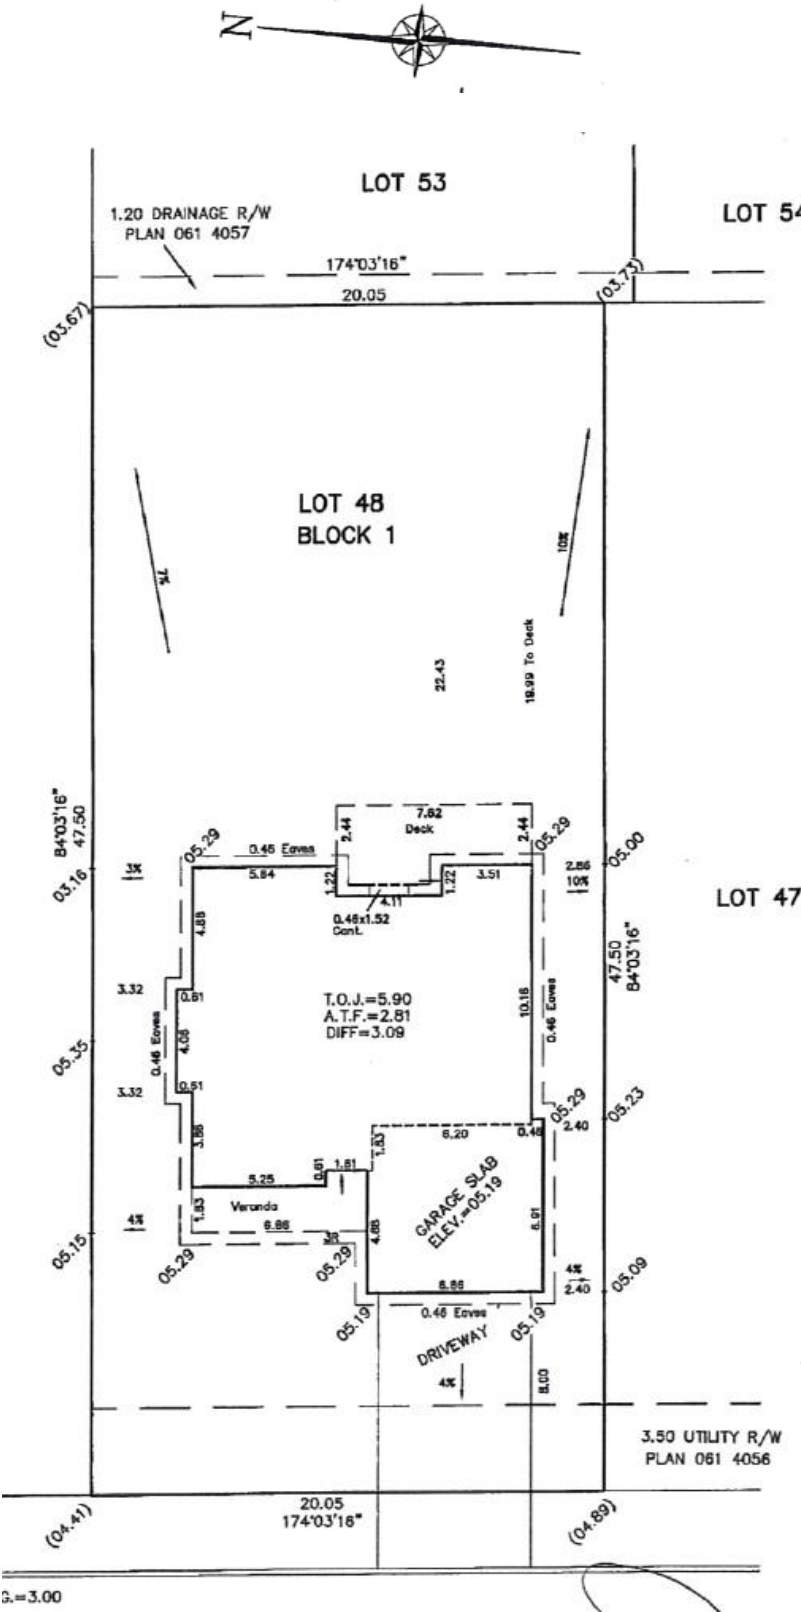 N
LOT 53
LOT 54
1.20 DRAINAGE R/W
PLAN 061 4057
174°03'16"
20.05
(03.67)
(03.73)
LOT 48
BLOCK 1
7%
10%
22.43
19.99 To Deck
84°03'16"
47.50
03.16
3%
05.29
0.46 Eaves
5.84
2.44
7.62
Deck
2.44
05.29
1.22
4.11
1.22
3.51
2.86
10%
05.00
0.46x1.52
Cant.
LOT 47
4.88
47.50
84°03'16"
3.32
0.61
T.O.J.=5.90
A.T.F.=2.81
DIFF=3.09
10.16
0.46 Eaves
0.46 Eaves
4.06
05.35
3.32
0.61
3.86
05.29
05.23
2.40
0.46
6.20
1.83
5.25
0.61
1.61
GARAGE SLAB
ELEV.=05.19
Veranda
1.83
6.86
3R
4.88
6.91
4%
05.15
05.29
05.29
4%
2.40
05.09
6.86
0.46 Eaves
05.19
05.19
DRIVEWAY
4%
8.00
3.50 UTILITY R/W
PLAN 061 4056
20.05
174°03'16"
(04.41)
(04.89)
G.=3.00